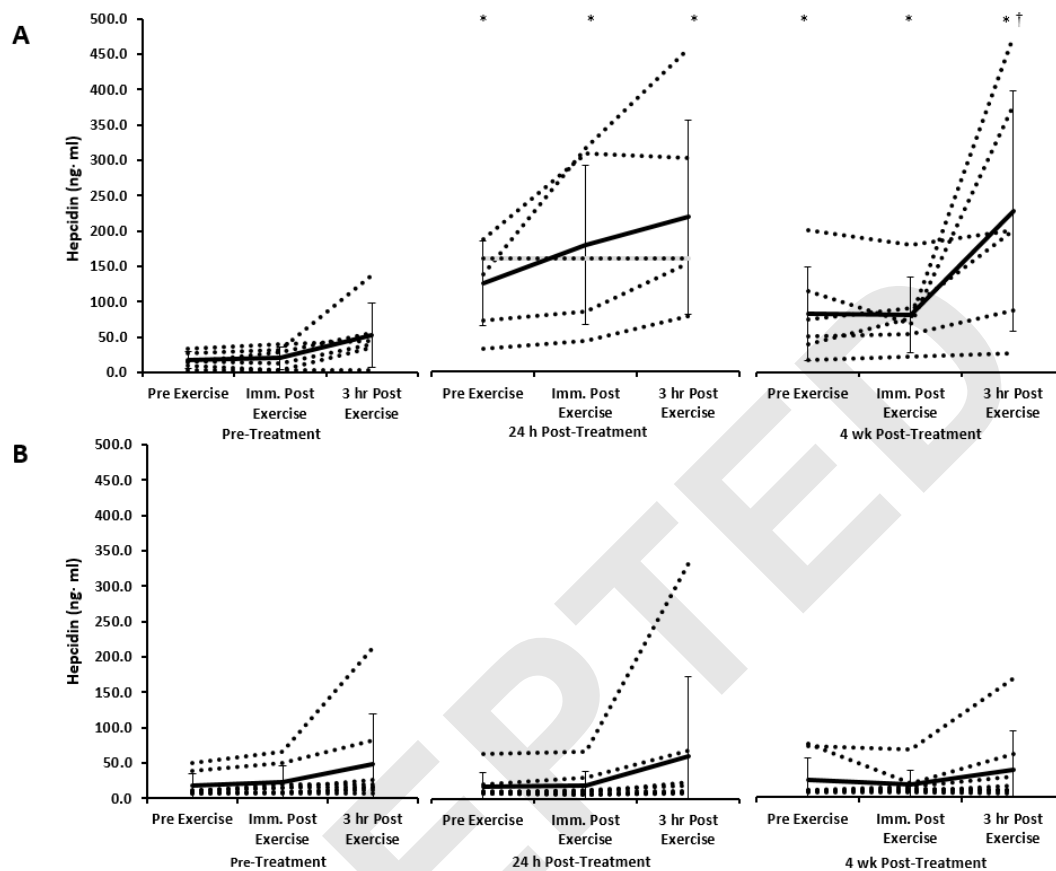 A
Hepcidin (ng· ml)
500.0
450.0
400.0
350.0
300.0
250.0
200.0
150.0
100.0
50.0
0.0
* * * * * * †
Pre Exercise Imm. Post Exercise 3 hr Post Exercise
Pre-Treatment
Pre Exercise Imm. Post Exercise 3 hr Post Exercise
24 h Post-Treatment
Pre Exercise Imm. Post Exercise 3 hr Post Exercise
4 wk Post-Treatment
B
Hepcidin (ng· ml)
500.0
450.0
400.0
350.0
300.0
250.0
200.0
150.0
100.0
50.0
0.0
Pre Exercise Imm. Post Exercise 3 hr Post Exercise
Pre-Treatment
Pre Exercise Imm. Post Exercise 3 hr Post Exercise
24 h Post-Treatment
Pre Exercise Imm. Post Exercise 3 hr Post Exercise
4 wk Post-Treatment
EPTED